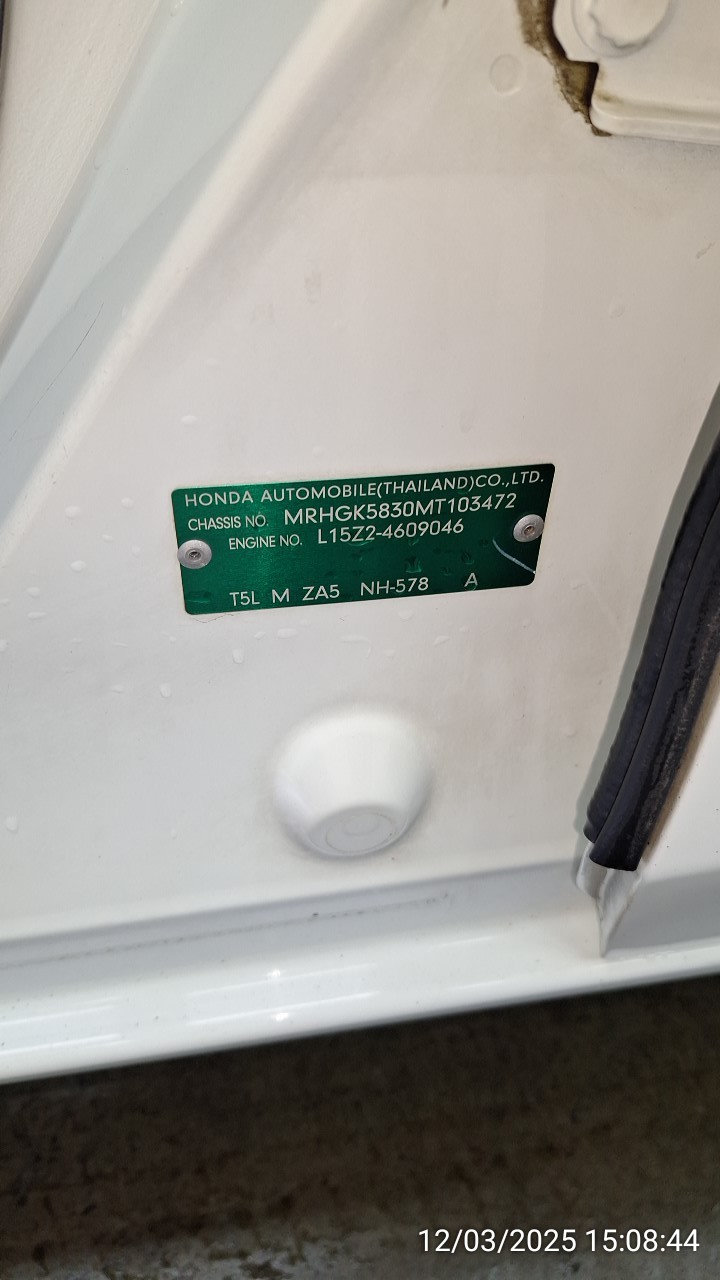 HONDA AUTOMOBILE(THAILAND)CO.,LTD.
CHASSIS NO. MRHGK5830MT103472
ENGINE NO. L15Z2-4609046
T5L M ZA5 NH-578 A
12/03/2025 15:08:44